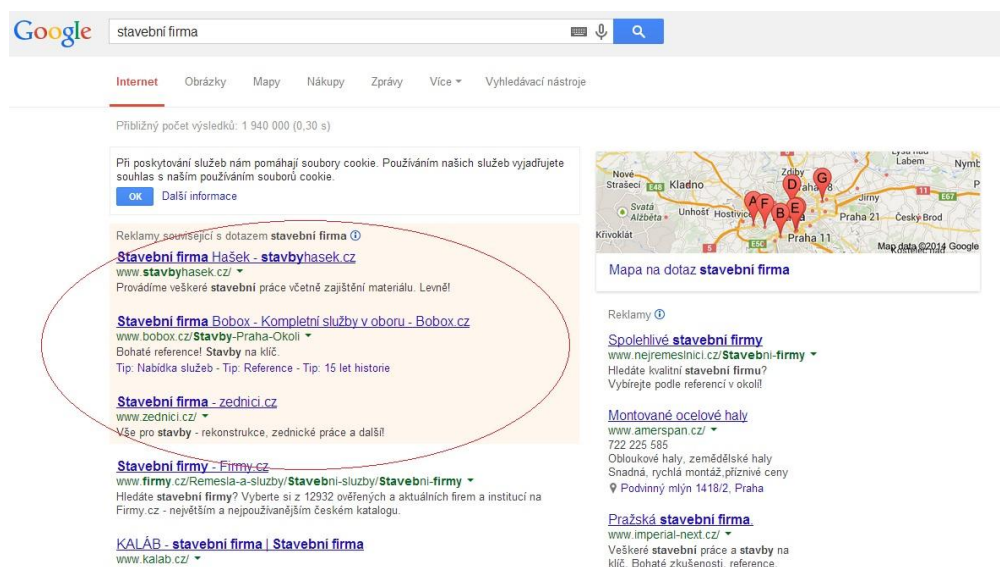 Google
stavební firma
Internet Obrázky Mapy Nákupy Zprávy Více Vyhledávací nástroje
Přibližný počet výsledků: 1 940 000 (0,30 s)
Při poskytování služeb nám pomáhají soubory cookie. Používáním našich služeb vyjadřujete
souhlas s naším používáním souborů cookie.
OK Další informace
Reklamy související s dotazem stavební firma
Stavební firma Hašek - stavbyhasek.cz
www.stavbyhasek.cz/
Provádíme veškeré stavební práce včetně zajištění materiálu. Levně!
Stavební firma Bobox - Kompletní služby v oboru - Bobox.cz
www.bobox.cz/Stavby-Praha-Okoli
Bohaté reference! Stavby na klíč.
Tip: Nabídka služeb - Tip: Reference - Tip: 15 let historie
Stavební firma - zednici.cz
www.zednici.cz/
Vše pro stavby - rekonstrukce, zednické práce a další!
Stavební firmy - Firmy.cz
www.firmy.cz/Remesla-a-sluzby/Stavebni-sluzby/Stavebni-firmy
Hledáte stavební firmy? Vyberte si z 12932 ověřených a aktuálních firem a institucí na
Firmy.cz - největším a nejpoužívanějším českém katalogu.
KALÁB - stavební firma | Stavební firma
www.kalab.cz/
Labem
Nymb
Nové
Strašecí
E48
Kladno
Zdiby
D
G
Jirny
11
E67
Svatá
Alžběta
Unhošť
Hostivice
A
F
B
E
Praha 21
Český Brod
Křivoklát
5
E50
Praha 11
Map data ©2014 Google
Mapa na dotaz stavební firma
Reklamy
Spolehlivé stavební firmy
www.nejremeslnici.cz/Stavebni-firmy
Hledáte kvalitní stavební firmu?
Vybírejte podle referencí v okolí!
Montované ocelové haly
www.amerspan.cz/
722 225 585
Obloukové haly, zemědělské haly
Snadná, rychlá montáž,příznivé ceny
Podvinný mlýn 1418/2, Praha
Pražská stavební firma.
www.imperial-next.cz/
Veškeré stavební práce a stavby na
klíč. Bohaté zkušenosti, reference.